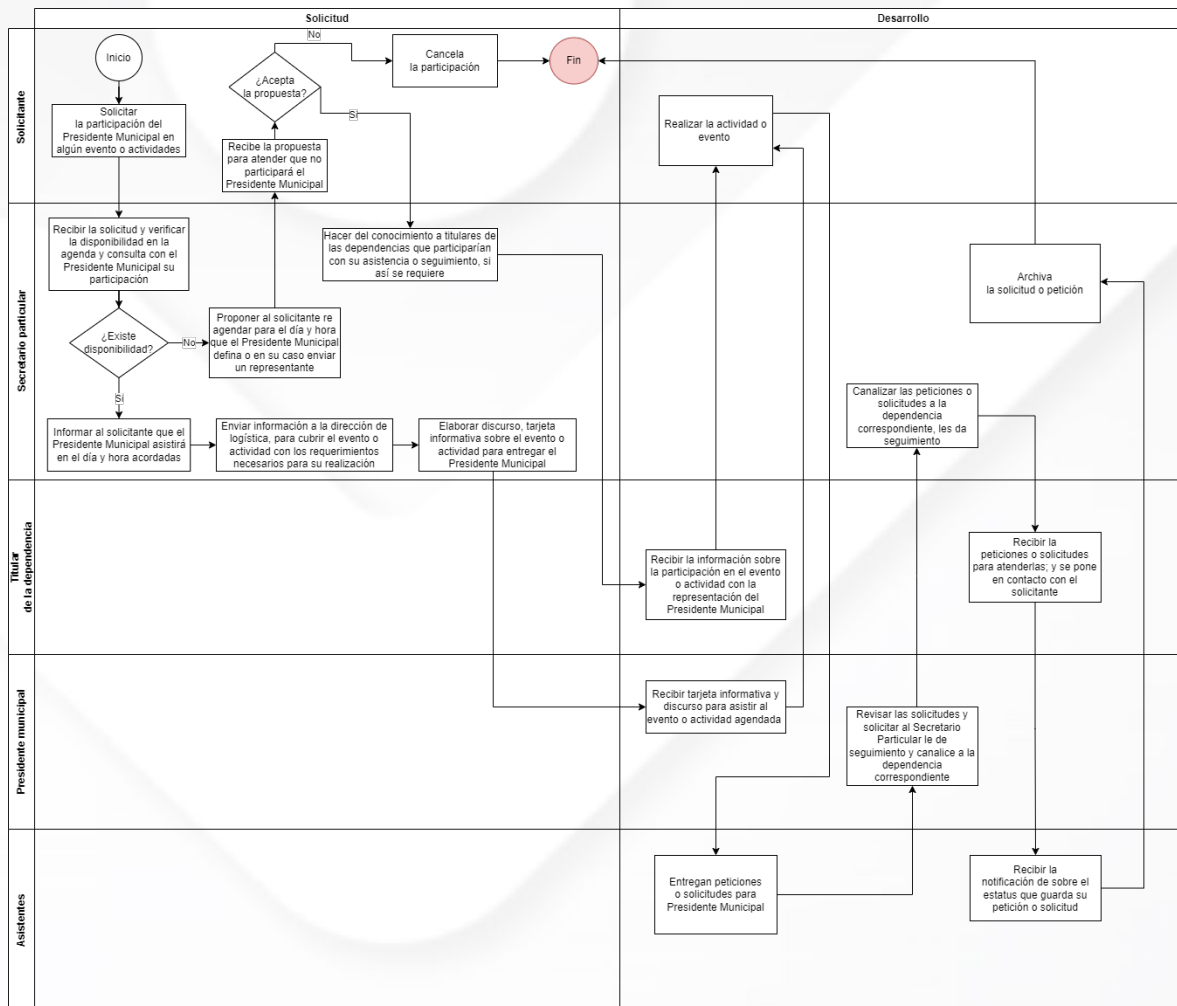 Solicitud
Desarrollo
Solicitante
Inicio
Solicitar
la participación del
Presidente Municipal en
algún evento o actividades
¿Acepta
la propuesta?
No
Si
Cancela
la participación
Fin
Recibe la propuesta
para atender que no
participará el
Presidente Municipal
Realizar la actividad o
evento
Secretario particular
Recibir la solicitud y verificar
la disponibilidad en la
agenda y consulta con el
Presidente Municipal su
participación
¿Existe
disponibilidad?
No
Si
Proponer al solicitante re
agendar para el día y hora
que el Presidente Municipal
defina o en su caso enviar
un representante
Hacer del conocimiento a titulares de
las dependencias que participarían
con su asistencia o seguimiento, si
así se requiere
Informar al solicitante que el
Presidente Municipal asistirá
en el día y hora acordadas
Enviar información a la dirección de
logística, para cubrir el evento o
actividad con los requerimientos
necesarios para su realización
Elaborar discurso, tarjeta
informativa sobre el evento o
actividad para entregar el
Presidente Municipal
Archiva
la solicitud o petición
Canalizar las peticiones o
solicitudes a la
dependencia
correspondiente, les da
seguimiento
Titular
de la dependencia
Recibir la información sobre
la participación en el evento
o actividad con la
representación del
Presidente Municipal
Recibir la
peticiones o solicitudes
para atenderlas; y se pone
en contacto con el
solicitante
Presidente municipal
Recibir tarjeta informativa y
discurso para asistir al
evento o actividad agendada
Revisar las solicitudes y
solicitar al Secretario
Particular le de
seguimiento y canalice a la
dependencia
correspondiente
Asistentes
Entregan peticiones
o solicitudes para
Presidente Municipal
Recibir la
notificación de sobre el
estatus que guarda su
petición o solicitud